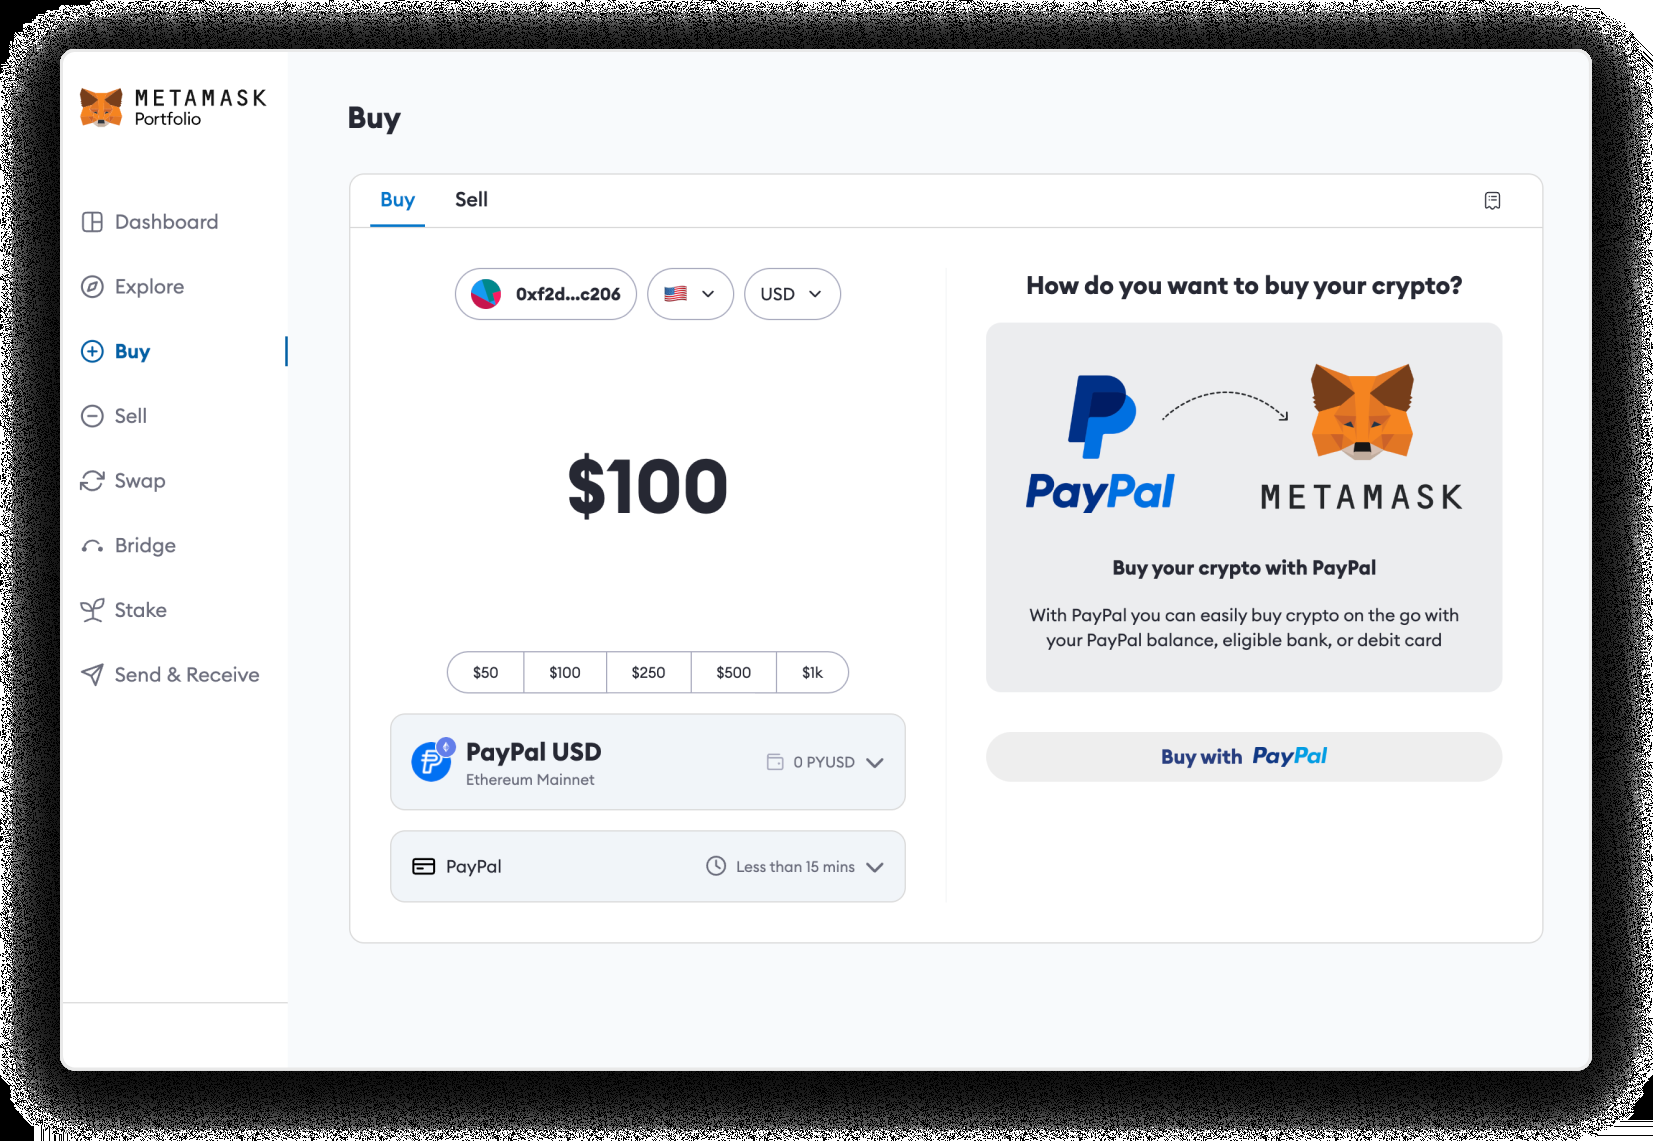 METAMASK
Portfolio
Dashboard
Explore
Buy
Sell
Swap
Bridge
Stake
Send & Receive
Buy
Buy
Sell
0xf2d...c206
USD
$100
$50
$100
$250
$500
$1k
PayPal USD
Ethereum Mainnet
0 PYUSD
PayPal
Less than 15 mins
How do you want to buy your crypto?
PayPal
METAMASK
Buy your crypto with PayPal
With PayPal you can easily buy crypto on the go with
your PayPal balance, eligible bank, or debit card
Buy with PayPal